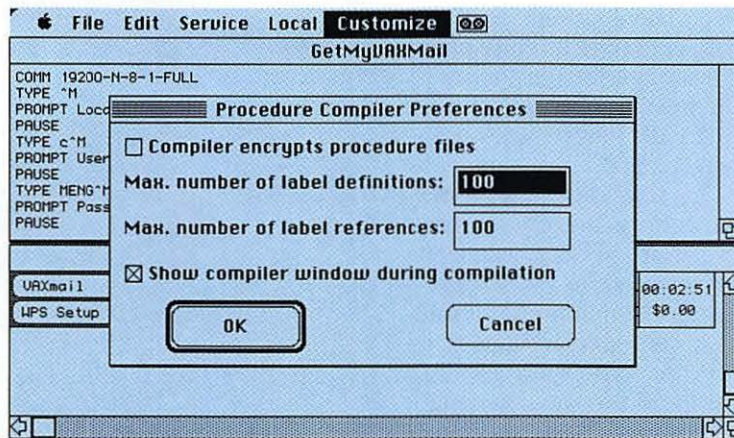 File Edit Service Local Customize
GetMyVAXMail
COMM 19200-N-8-1-FULL
TYPE ^M
PROMPT Loca
PAUSE
TYPE c^M
PROMPT User
PAUSE
TYPE MENG^M
PROMPT Pass
PAUSE
Procedure Compiler Preferences
Compiler encrypts procedure files
Max. number of label definitions: 100
Max. number of label references: 100
Show compiler window during compilation
OK Cancel
VAXmail
WPS Setup
00:02:51
$0.00